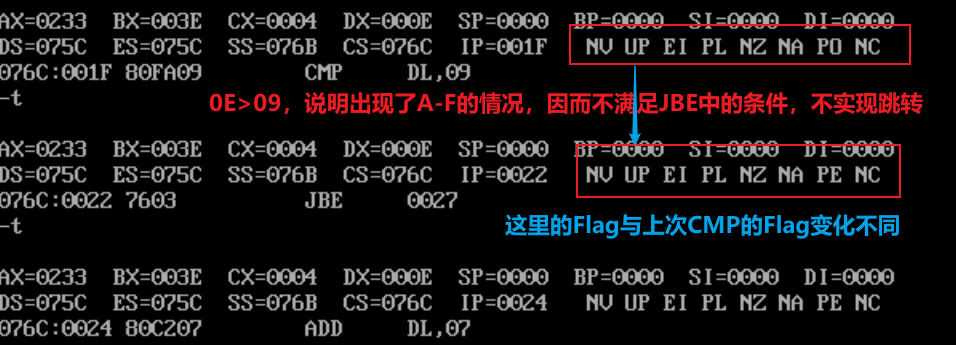 AX=0233 BX=003E CX=0004 DX=000E SP=0000 BP=0000 SI=0000 DI=0000
DS=075C ES=075C SS=076B CS=076C IP=001F NV UP EI PL NZ NA PO NC
076C:001F 80FA09 CMP DL,09
-t
0E>09，说明出现了A-F的情况，因而不满足JBE中的条件，不实现跳转
AX=0233 BX=003E CX=0004 DX=000E SP=0000 BP=0000 SI=0000 DI=0000
DS=075C ES=075C SS=076B CS=076C IP=0022 NV UP EI PL NZ NA PE NC
076C:0022 7603 JBE 0027
-t
这里的Flag与上次CMP的Flag变化不同
AX=0233 BX=003E CX=0004 DX=000E SP=0000 BP=0000 SI=0000 DI=0000
DS=075C ES=075C SS=076B CS=076C IP=0024 NV UP EI PL NZ NA PE NC
076C:0024 80C207 ADD DL,07